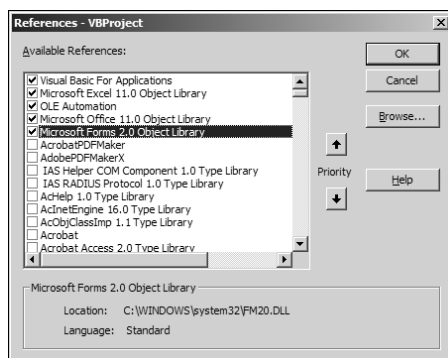 References - VBProject
Available References:
Visual Basic For Applications
Microsoft Excel 11.0 Object Library
OLE Automation
Microsoft Office 11.0 Object Library
Microsoft Forms 2.0 Object Library
AcrobatPDFMaker
AdobePDFMakerX
IAS Helper COM Component 1.0 Type Library
IAS RADIUS Protocol 1.0 Type Library
AcHelp 1.0 Type Library
AcInetEngine 16.0 Type Library
AcObjClassImp 1.1 Type Library
Acrobat
Acrobat Access 2.0 Type Library
OK
Cancel
Browse...
Priority
Help
Microsoft Forms 2.0 Object Library
Location: C:\WINDOWS\system32\FM20.DLL
Language: Standard